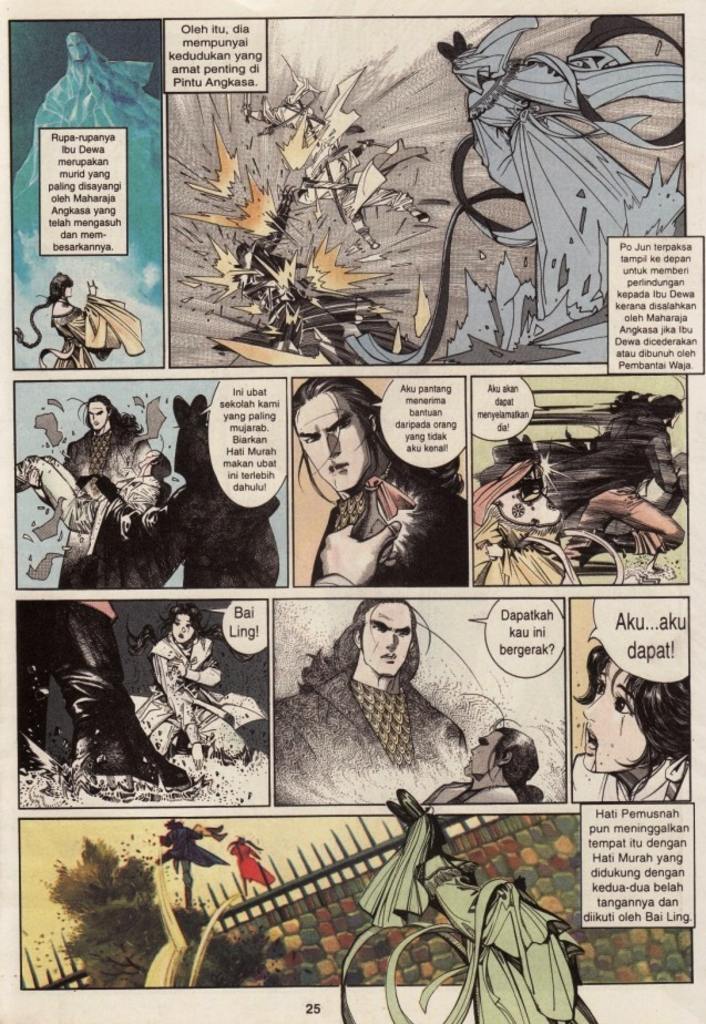 Oleh itu, dia
mempunyai
kedudukan yang
amat penting di
Pintu Angkasa.
Rupa-rupanya
Ibu Dewa
merupakan
murid yang
paling disayangi
oleh Maharaja
Angkasa yang
telah mengasuh
dan mem-
besarkannya.
Po Jun terpaksa
tampil ke depan
untuk memberi
perlindungan
kepada Ibu Dewa
kerana disalahkan
oleh Maharaja
Angkasa jika Ibu
Dewa dicederakan
atau dibunuh oleh
Pembantai Waja.
Ini ubat
sekolah kami
yang paling
mujarab.
Biarkan
Hati Murah
makan ubat
ini terlebih
dahulu!
Aku pantang
menerima
bantuan
daripada orang
yang tidak
aku kenal!
Aku akan
dapat
menyelamatkan
dia!
Bai
Ling!
Dapatkah
kau ini
bergerak?
Aku...aku
dapat!
Hati Pemusnah
pun meninggalkan
tempat itu dengan
Hati Murah yang
didukung dengan
kedua-dua belah
tangannya dan
diikuti oleh Bai Ling.
25